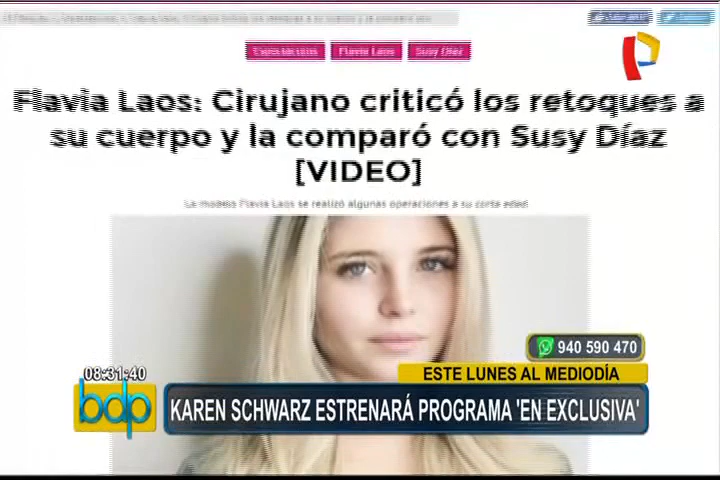 Espectáculos Flavia Laos Susy Díaz
Flavia Laos: Cirujano criticó los retoques a
su cuerpo y la comparó con Susy Díaz
[VIDEO]
La modelo Flavia Laos se realizó algunas operaciones a su corta edad
940 590 470
08:31:40
ESTE LUNES AL MEDIODÍA
bdp
KAREN SCHWARZ ESTRENARÁ PROGRAMA 'EN EXCLUSIVA'